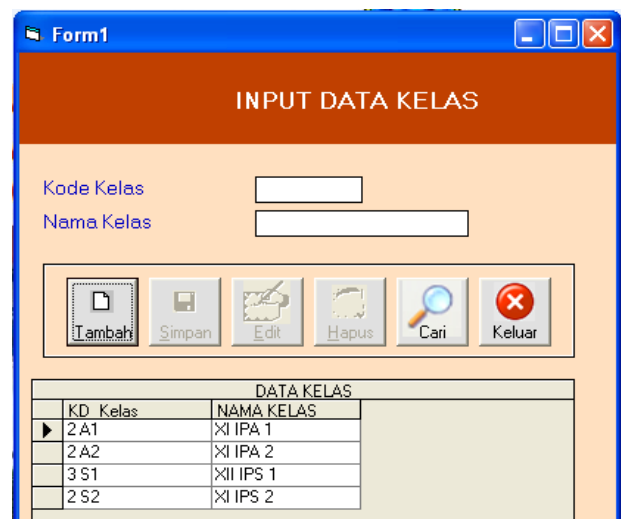 Form1
INPUT DATA KELAS
Kode Kelas
Nama Kelas
Tambah Simpan Edit Hapus Cari Keluar
DATA KELAS
KD_Kelas NAMA KELAS
2 A1 XI IPA 1
2 A2 XI IPA 2
3 S1 XII IPS 1
2 S2 XI IPS 2